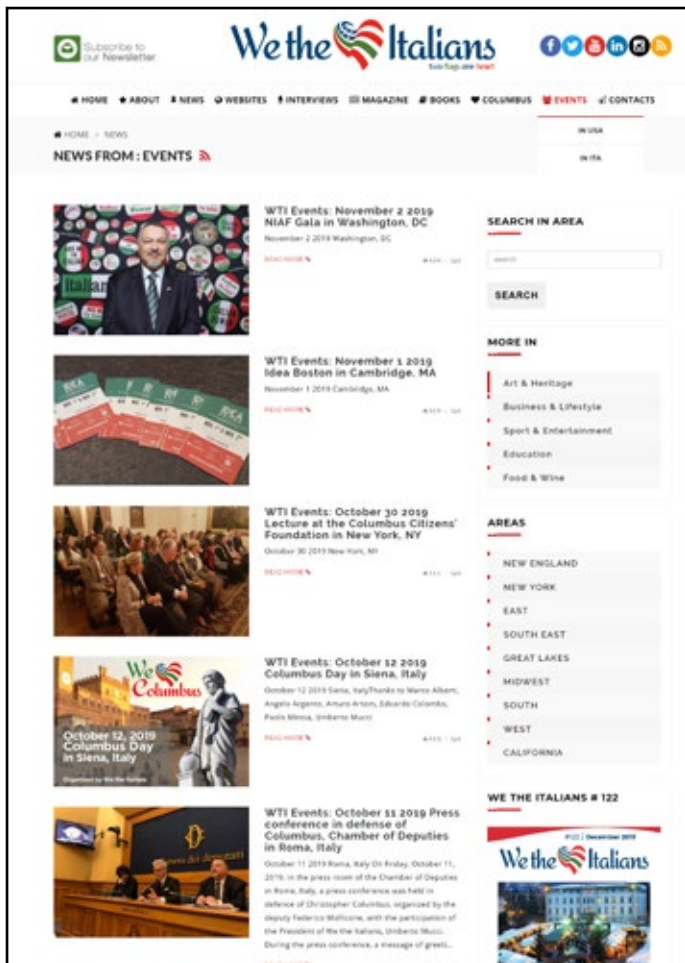 Subscribe to
our Newsletter
We the Italians
two flags one heart
HOME ABOUT NEWS WEBSITES INTERVIEWS MAGAZINE BOOKS COLUMBUS EVENTS CONTACTS
HOME NEWS
IN USA
IN ITA
NEWS FROM : EVENTS
WTI Events: November 2 2019
NIAF Gala in Washington, DC
November 2 2019 Washington, DC
READ MORE
WTI Events: November 1 2019
Idea Boston in Cambridge, MA
November 1 2019 Cambridge, MA
READ MORE
WTI Events: October 30 2019
Lecture at the Columbus Citizens'
Foundation in New York, NY
October 30 2019 New York, NY
READ MORE
We
Columbus
October 12, 2019
Columbus Day
in Siena, Italy
Organized by We the Italians
WTI Events: October 12 2019
Columbus Day in Siena, Italy
October 12 2019 Siena, ItalyThanks to Marco Alberti,
Angelo Argento, Arturo Artom, Edoardo Colombo,
Paolo Messa, Umberto Mucci
READ MORE
WTI Events: October 11 2019 Press
conference in defense of
Columbus, Chamber of Deputies
in Roma, Italy
October 11 2019 Roma, Italy On Friday, October 11,
2019, in the press room of the Chamber of Deputies
in Rome, Italy, a press conference was held in
defence of Christopher Columbus, organized by the
deputy Federico Mollicone, with the participation of
the President of We the Italians, Umberto Mucci.
During the press conference, a message of greets...
SEARCH IN AREA
search
SEARCH
MORE IN
Art & Heritage
Business & Lifestyle
Sport & Entertainment
Education
Food & Wine
AREAS
NEW ENGLAND
NEW YORK
EAST
SOUTH EAST
GREAT LAKES
MIDWEST
SOUTH
WEST
CALIFORNIA
WE THE ITALIANS # 122
#122 | December 2019
We the Italians